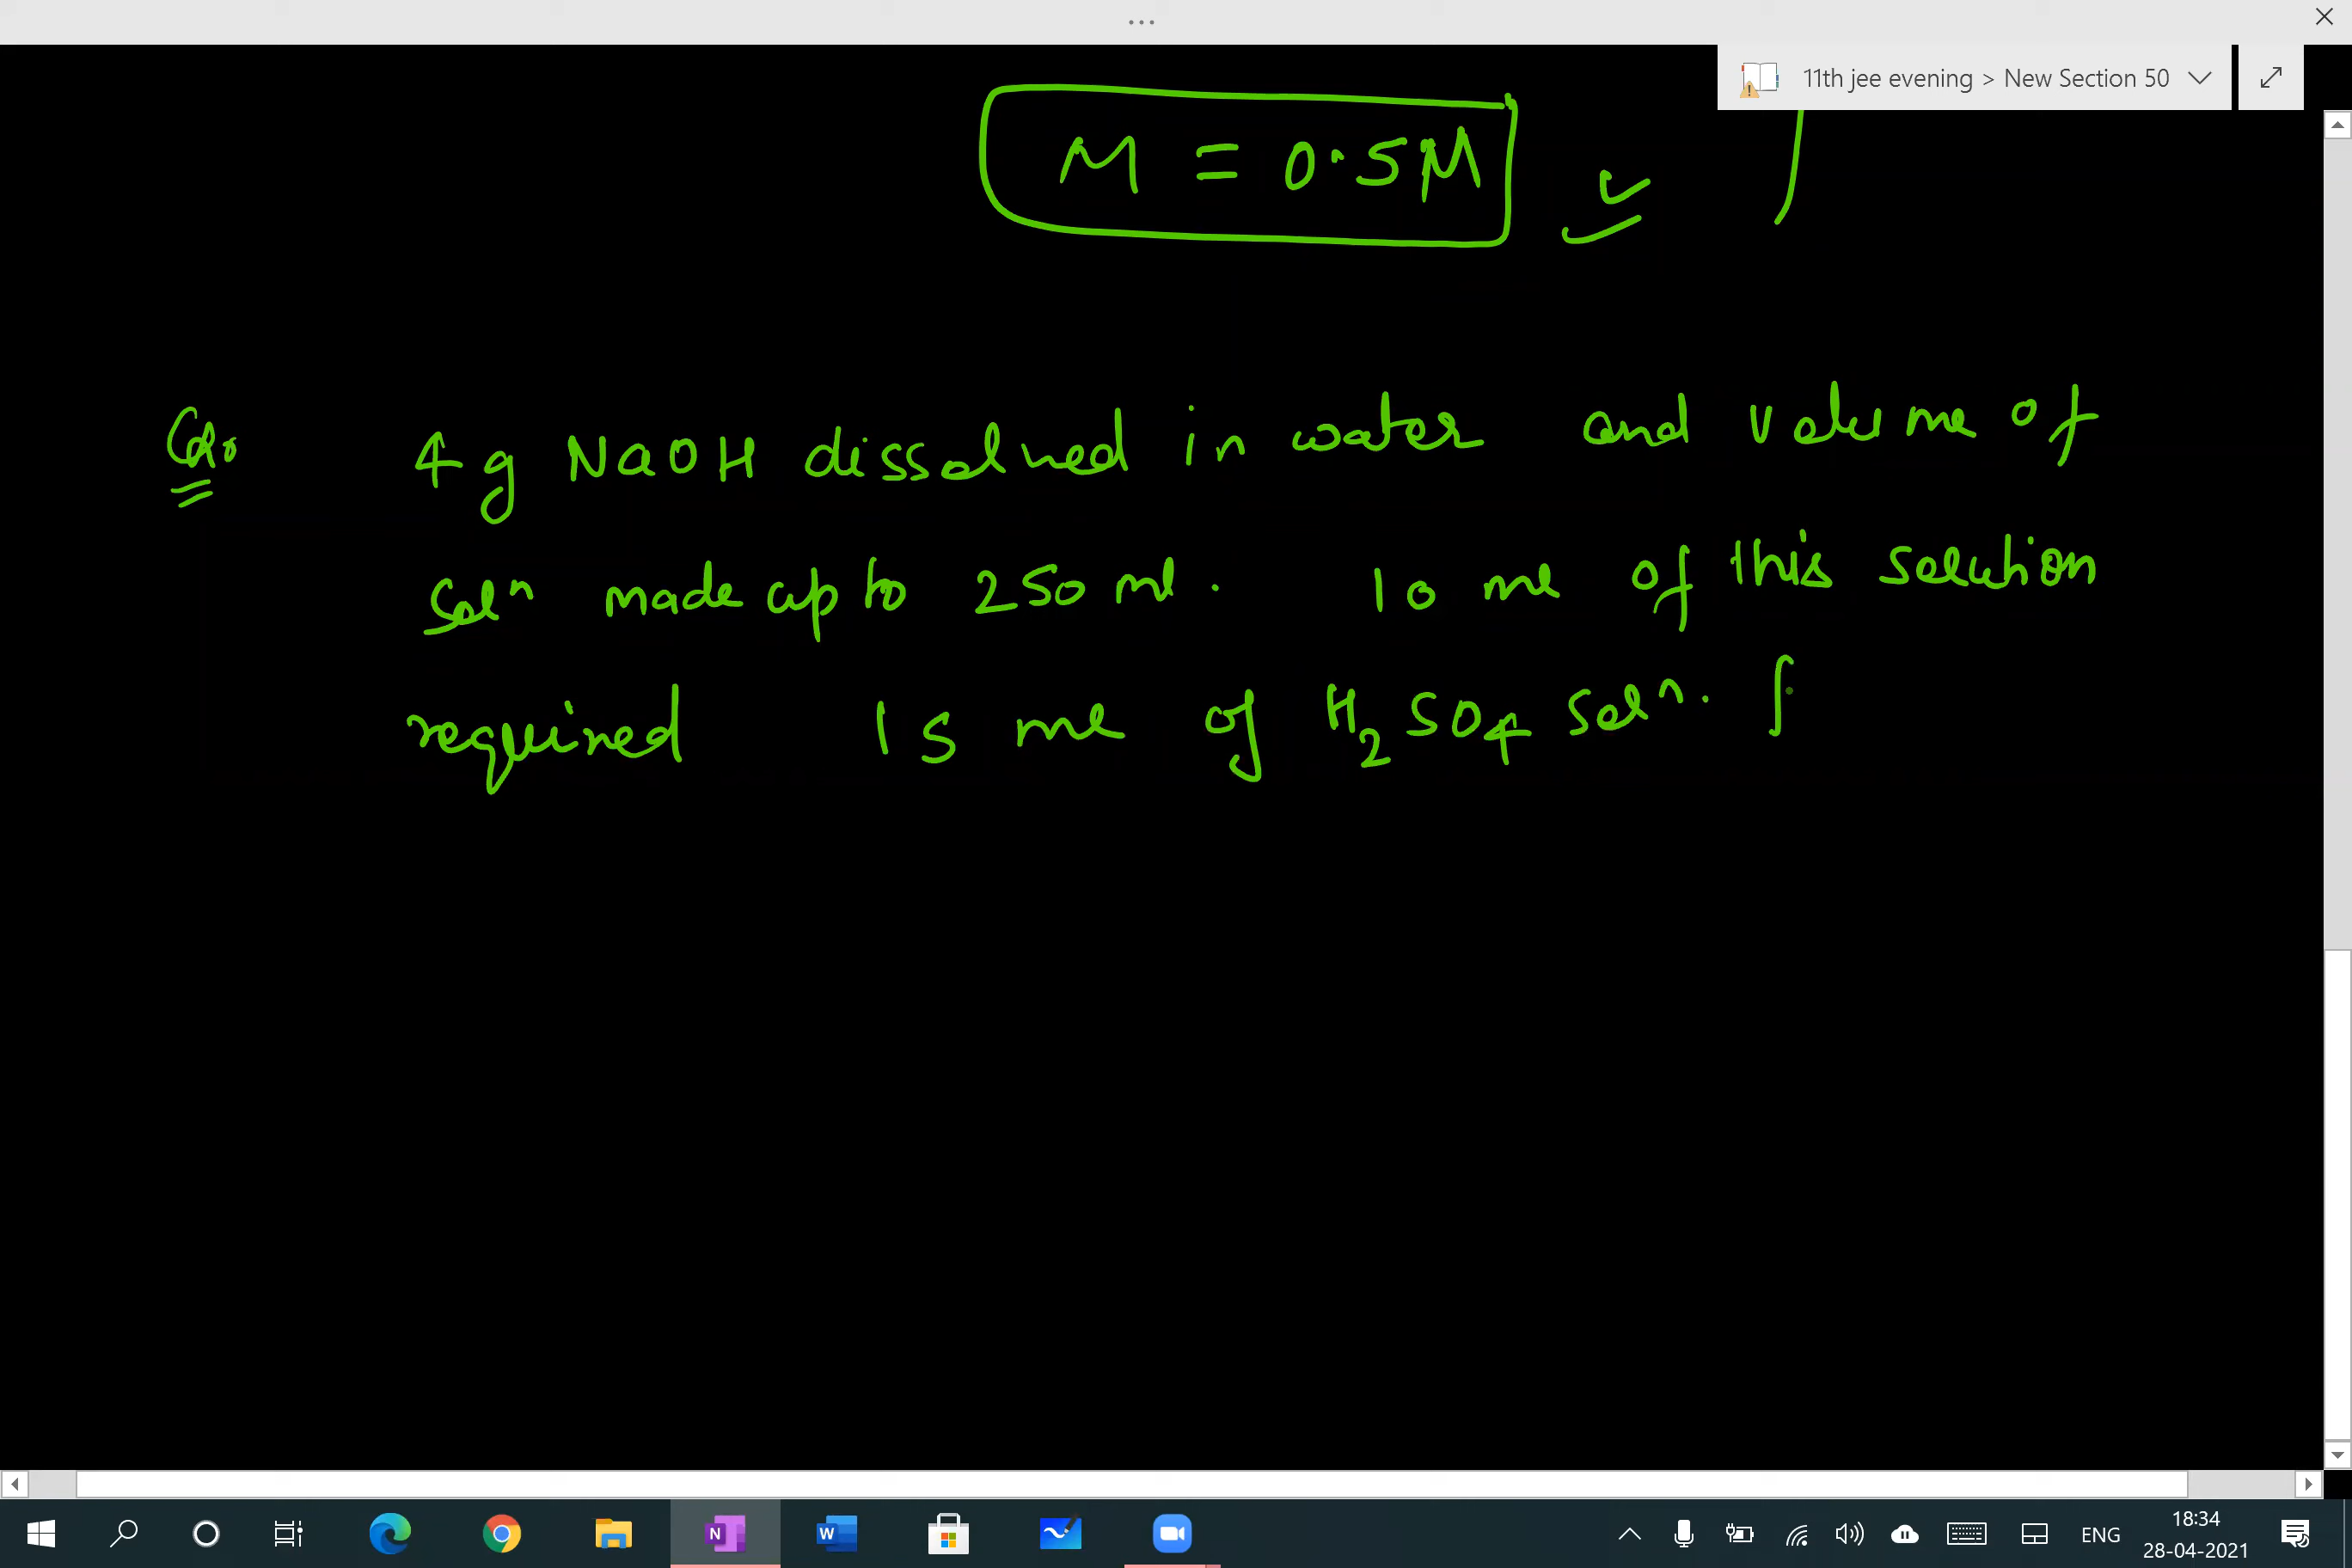 11th jee evening > New Section 50
M = 0.5M
Qs 4g NaOH dissolved in water and volume of
Solⁿ made up to 250 ml. 10 ml of this solution
required 15 ml of H₂SO₄ Solⁿ.
N
W
ENG
18:34
28-04-2021